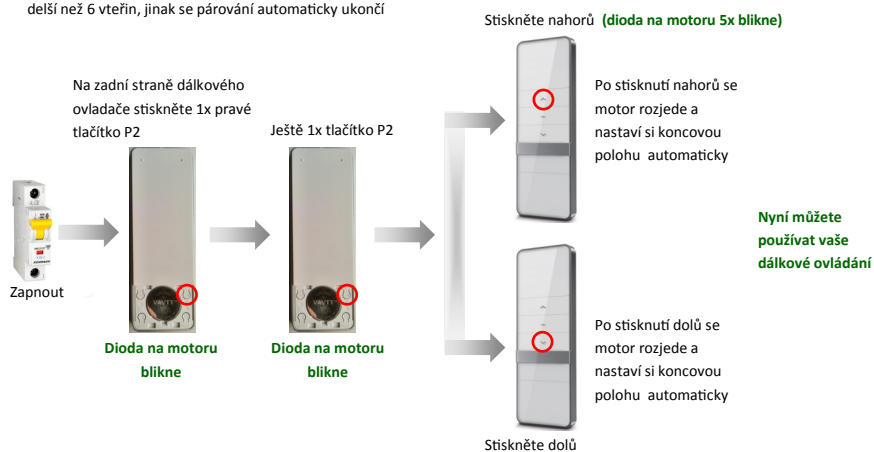 delší než 6 vteřin, jinak se párování automaticky ukončí
Stiskněte nahorů (dioda na motoru 5x blikne)
Na zadní straně dálkového
ovladače stiskněte 1x pravé
tlačítko P2
Ještě 1x tlačítko P2
Po stisknutí nahorů se
motor rozjede a
nastaví si koncovou
polohu automaticky
Zapnout
Dioda na motoru
blikne
Dioda na motoru
blikne
Nyní můžete
používat vaše
dálkové ovládání
Po stisknutí dolů se
motor rozjede a
nastaví si koncovou
polohu automaticky
Stiskněte dolů